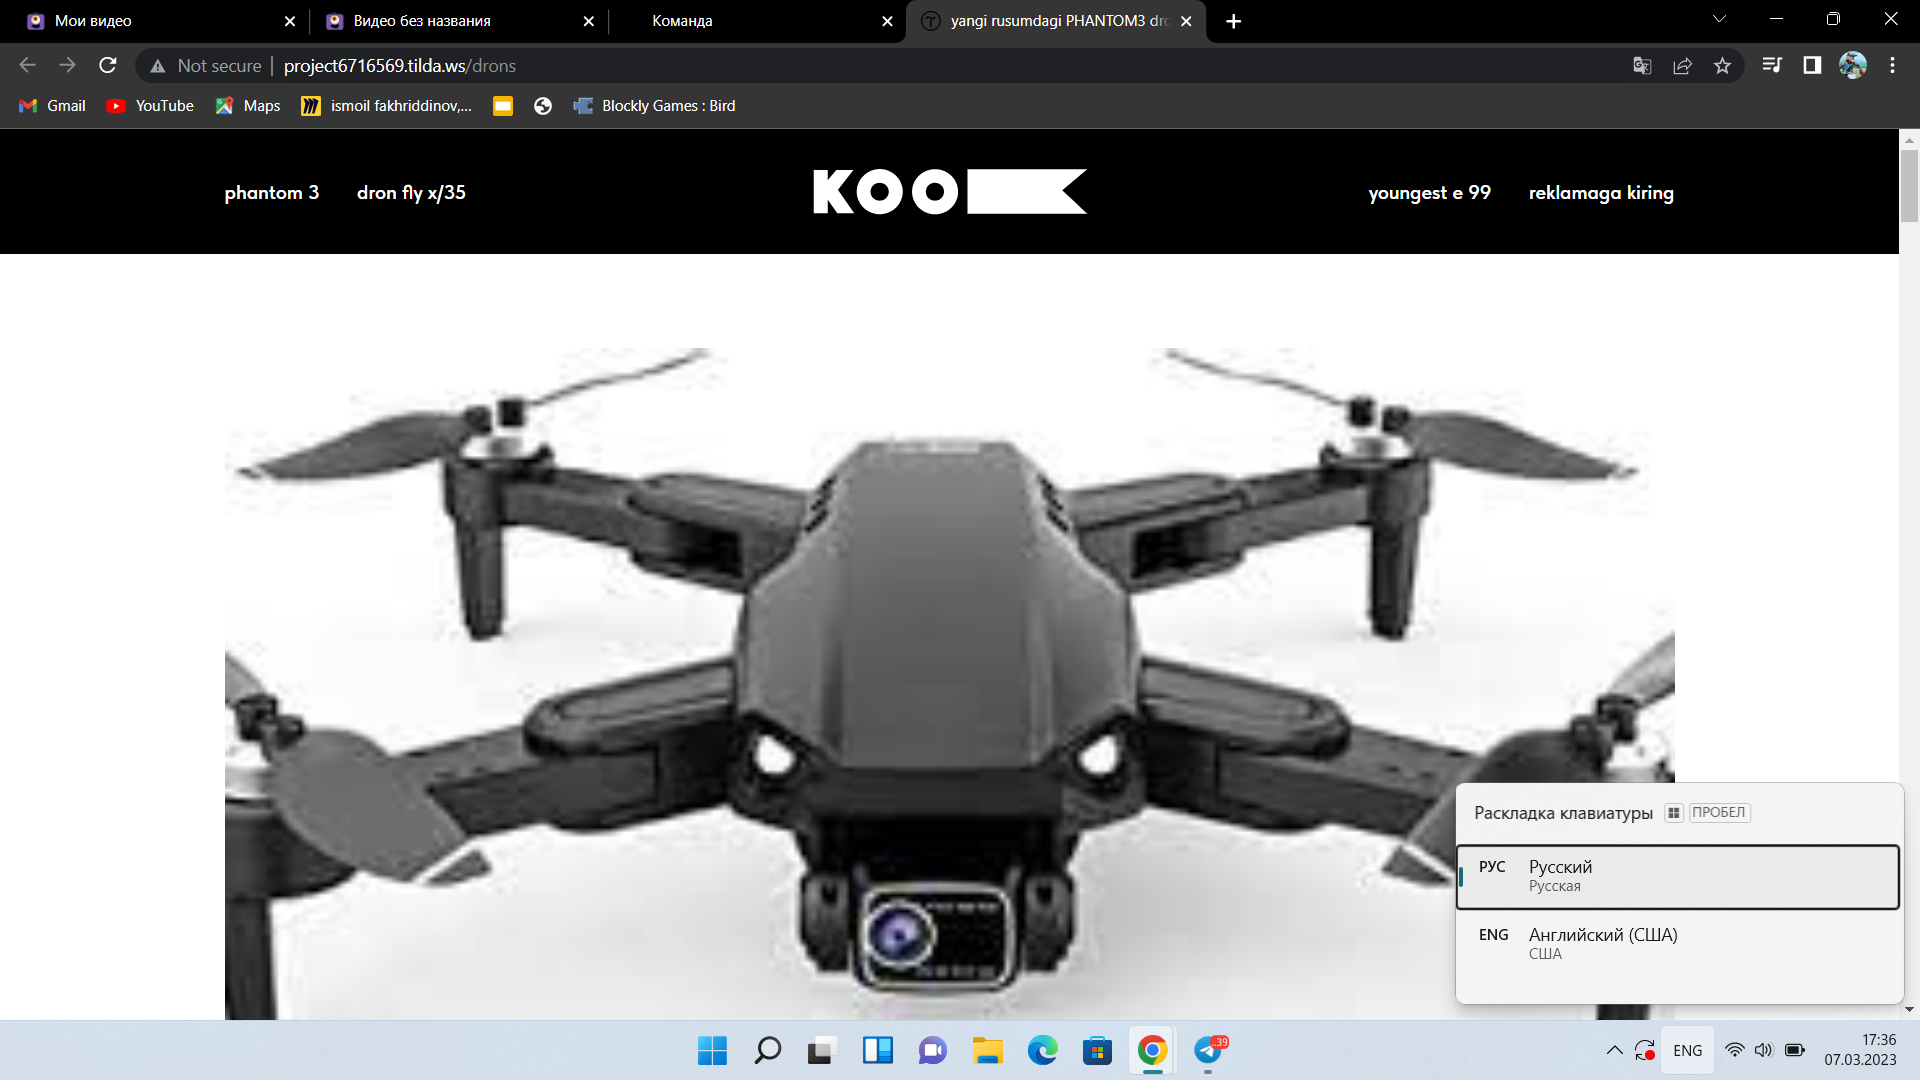 Мои видео
Видео без названия
Команда
yangi rusumdagi PHANTOM3 dro
Not secure
project6716569.tilda.ws/drons
Gmail
YouTube
Maps
ismoil fakhriddinov,...
Blockly Games : Bird
phantom 3
dron fly x/35
KOO
youngest e 99
reklamaga kiring
Раскладка клавиатуры
ПРОБЕЛ
РУС
Русский
Русская
ENG
Английский (США)
США
..39
ENG
17:36
07.03.2023